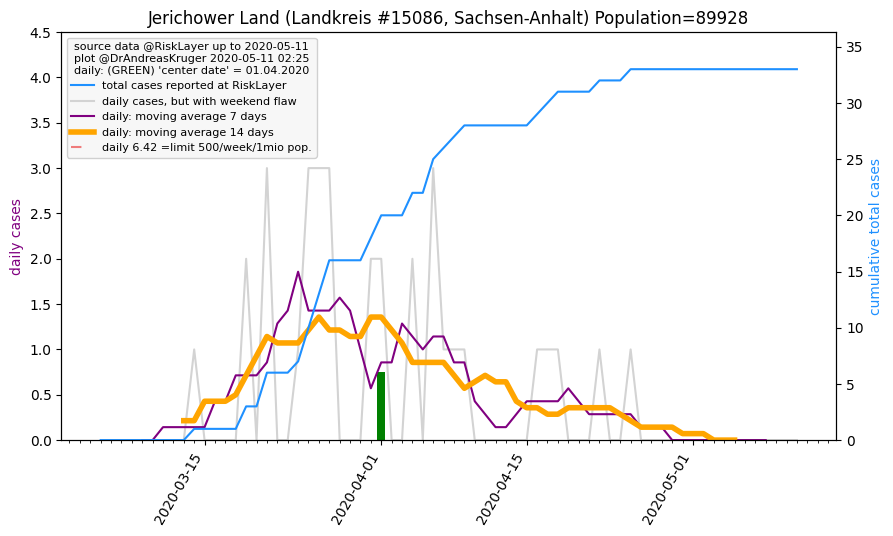 Jerichower Land (Landkreis #15086, Sachsen-Anhalt) Population=89928
source data @RiskLayer up to 2020-05-11
plot @DrAndreasKruger 2020-05-11 02:25
daily: (GREEN) 'center date' = 01.04.2020
total cases reported at RiskLayer
daily cases, but with weekend flaw
daily: moving average 7 days
daily: moving average 14 days
daily 6.42 =limit 500/week/1mio pop.
daily cases
4.5
4.0
3.5
3.0
2.5
2.0
1.5
1.0
0.5
0.0
35
30
25
20
15
10
5
0
cumulative total cases
2020-03-15
2020-04-01
2020-04-15
2020-05-01